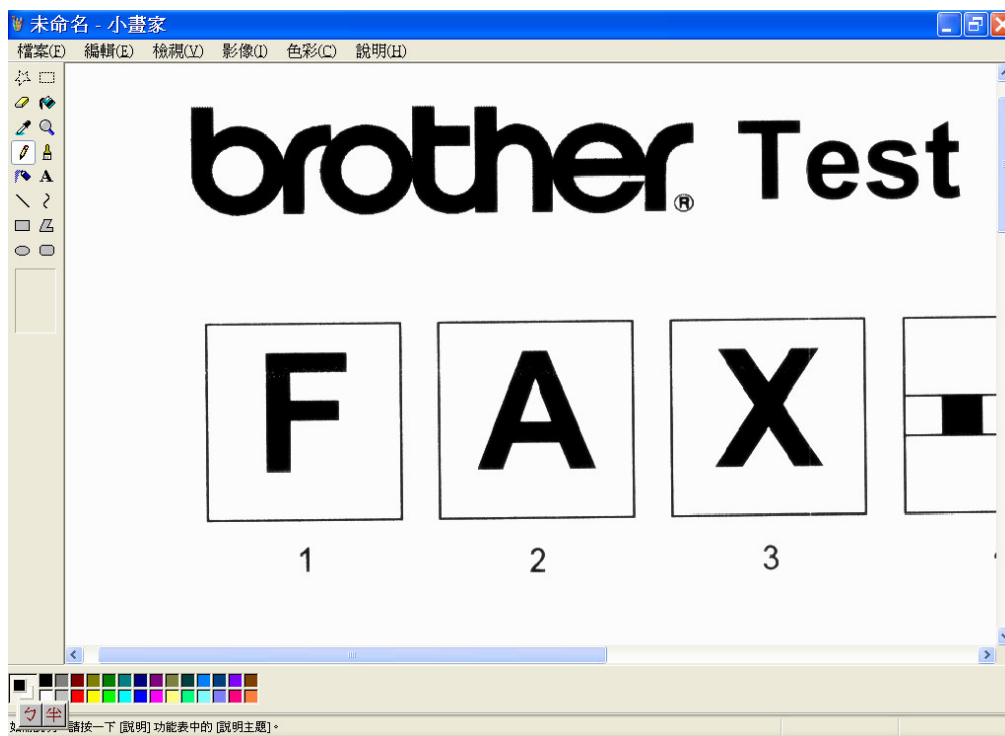 未命名 - 小畫家
檔案(F) 編輯(E) 檢視(V) 影像(I) 色彩(C) 說明(H)
A
brother® Test
F A X
1 2 3
ㄅ 半
請按一下 [說明] 功能表中的 [說明主題]。